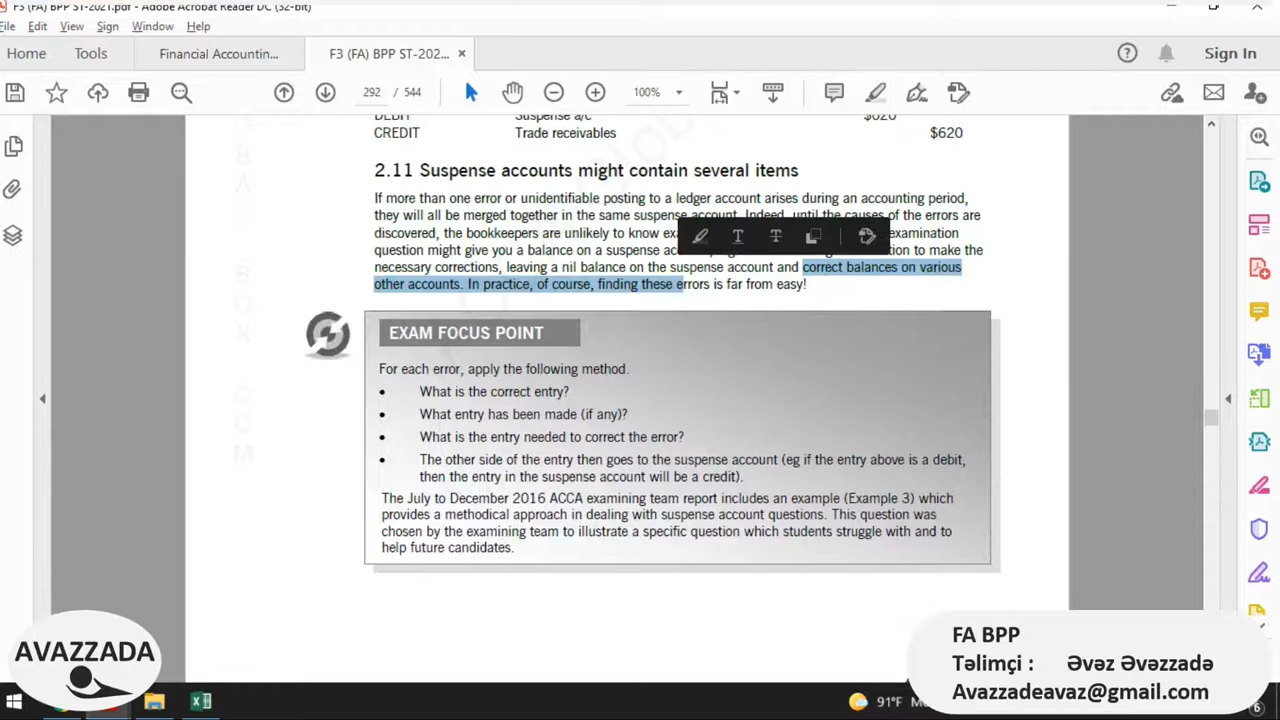 F3 (FA) BPP ST-2021.pdf - Adobe Acrobat Reader DC (32-bit)
File Edit View Sign Window Help
Home Tools Financial Accountin... F3 (FA) BPP ST-202... × Sign In
292 / 544 100%
DEBIT Suspense a/c $620
CREDIT Trade receivables $620
2.11 Suspense accounts might contain several items
If more than one error or unidentifiable posting to a ledger account arises during an accounting period,
they will all be merged together in the same suspense account. Indeed, until the causes of the errors are
discovered, the bookkeepers are unlikely to know examination
question might give you a balance on a suspense to make the
necessary corrections, leaving a nil balance on the suspense account and correct balances on various
other accounts. In practice, of course, finding these errors is far from easy!
EXAM FOCUS POINT
For each error, apply the following method.
• What is the correct entry?
• What entry has been made (if any)?
• What is the entry needed to correct the error?
• The other side of the entry then goes to the suspense account (eg if the entry above is a debit,
then the entry in the suspense account will be a credit).
The July to December 2016 ACCA examining team report includes an example (Example 3) which
provides a methodical approach in dealing with suspense account questions. This question was
chosen by the examining team to illustrate a specific question which students struggle with and to
help future candidates.
AVAZZADA
FA BPP
Təlimçi : Əvəz Əvəzzadə
Avazzadeavaz@gmail.com
91°F
6